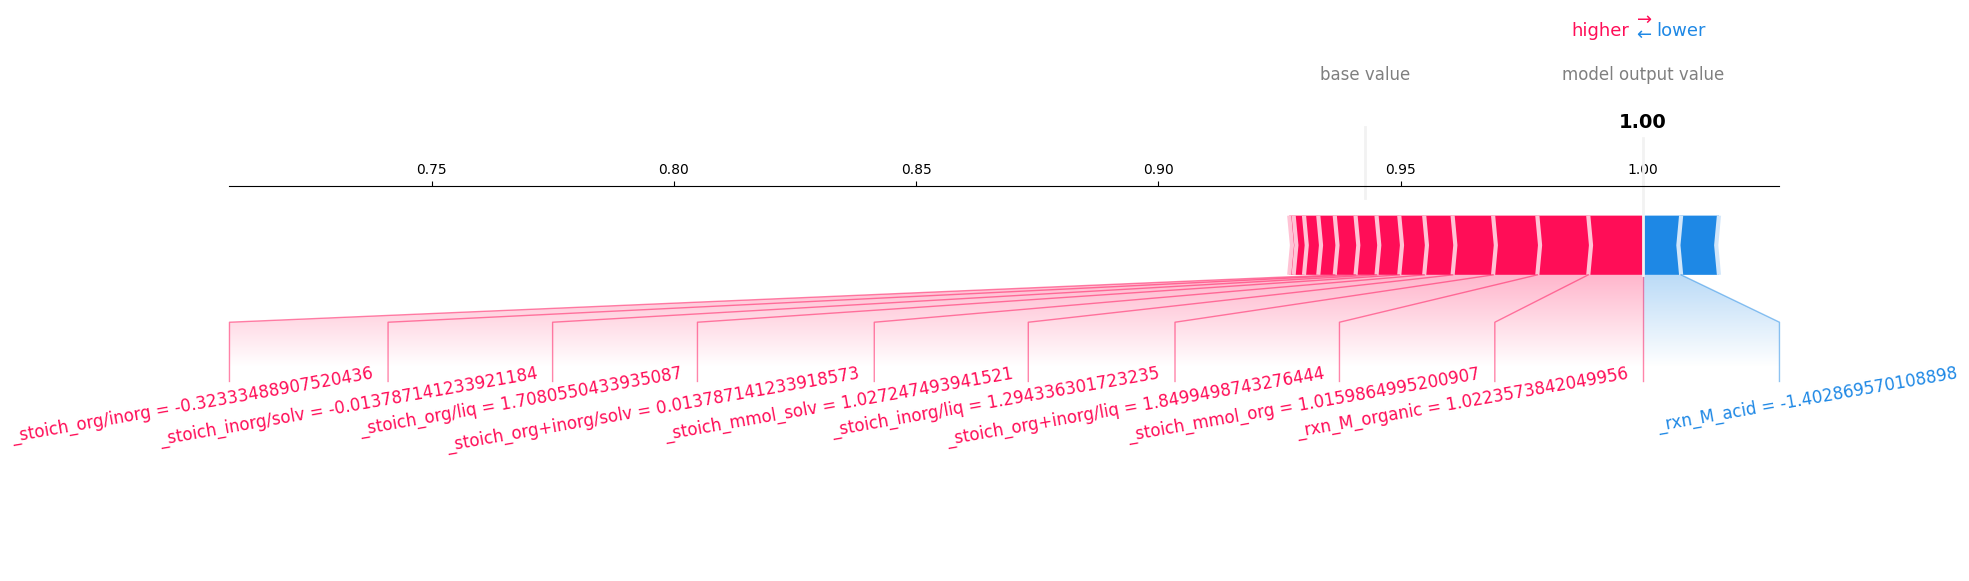 higher → ← lower
base value model output value
1.00
0.75 0.80 0.85 0.90 0.95 1.00
_stoich_org/inorg = -0.32333488907520436
_stoich_inorg/solv = -0.013787141233921184
_stoich_org/liq = 1.7080550433935087
_stoich_org+inorg/solv = 0.013787141233918573
_stoich_mmol_solv = 1.027247493941521
_stoich_inorg/liq = 1.2943363017232​35
_stoich_org+inorg/liq = 1.8499498743276444
_stoich_mmol_org = 1.0159864995200907
_rxn_M_organic = 1.0223573842049956
_rxn_M_acid = -1.402869570108898